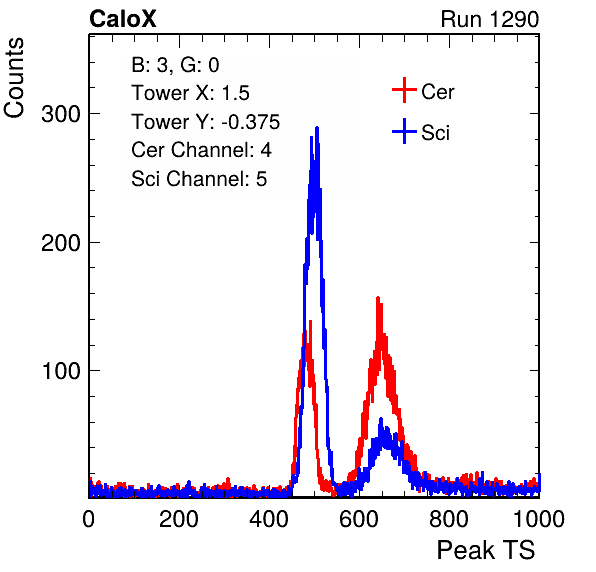 CaloX
Run 1290
Counts
B: 3, G: 0
Tower X: 1.5
Tower Y: -0.375
Cer Channel: 4
Sci Channel: 5
Cer
Sci
300
200
100
0 200 400 600 800 1000
Peak TS